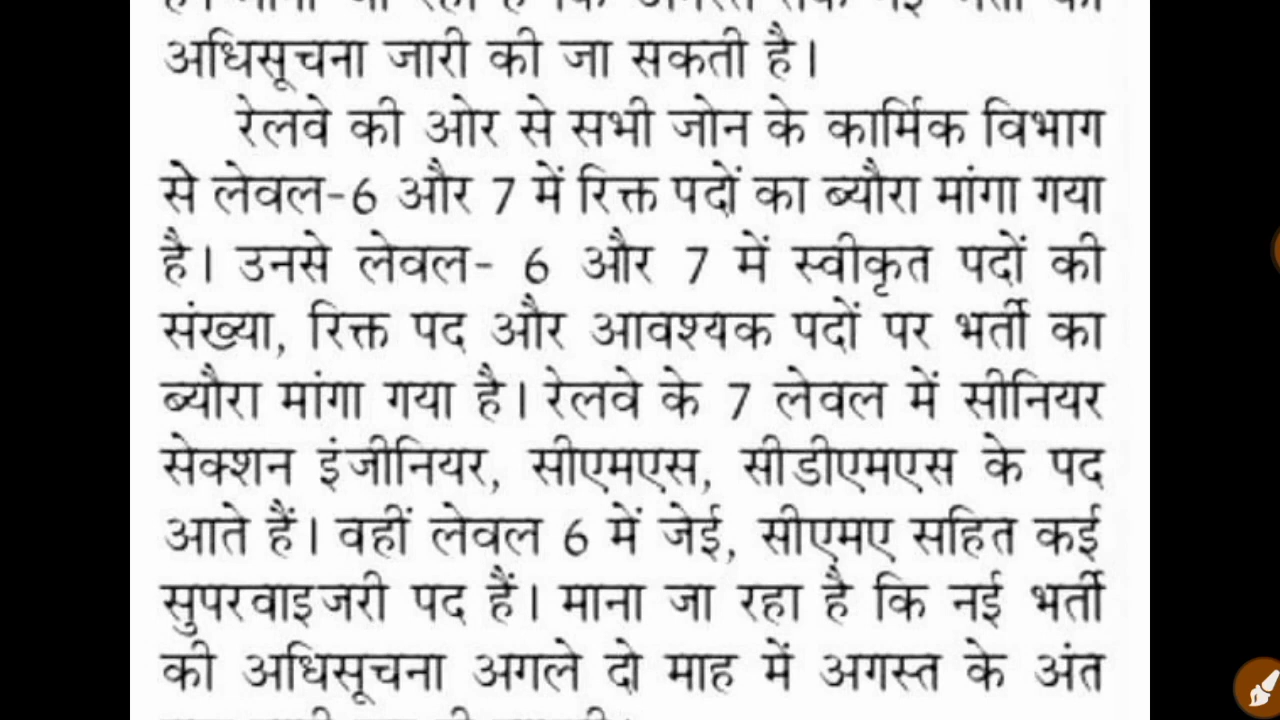 अधिसूचना जारी की जा सकती है।
रेलवे की ओर से सभी जोन के कार्मिक विभाग
से लेवल-6 और 7 में रिक्त पदों का ब्यौरा मांगा गया
है। उनसे लेवल- 6 और 7 में स्वीकृत पदों की
संख्या, रिक्त पद और आवश्यक पदों पर भर्ती का
ब्यौरा मांगा गया है। रेलवे के 7 लेवल में सीनियर
सेक्शन इंजीनियर, सीएमएस, सीडीएमएस के पद
आते हैं। वहीं लेवल 6 में जेई, सीएमए सहित कई
सुपरवाइजरी पद हैं। माना जा रहा है कि नई भर्ती
की अधिसूचना अगले दो माह में अगस्त के अंत